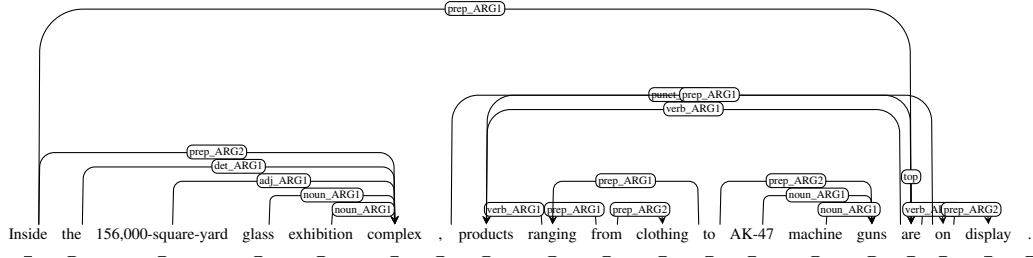 prep_ARG1
prep_ARG1
verb_ARG1
prep_ARG2
det_ARG1
adj_ARG1 prep_ARG1 prep_ARG2 top
noun_ARG1 noun_ARG1
noun_ARG1 verb_ARG1 prep_ARG1 prep_ARG2 noun_ARG1 prep_ARG2
Inside the 156,000-square-yard glass exhibition complex , products ranging from clothing to AK-47 machine guns are on display .
_ _ _ _ _ _ _ _ _ _ _ _ _ _ _ _ _ _ _